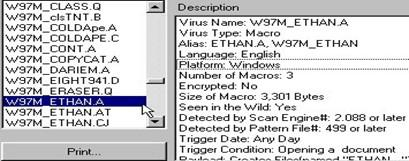 W97M_CLASS.Q
W97M_clsTNT.B
W97M_COLDApe.A
W97M_COLDAPE.C
W97M_CONT.A
W97M_COPYCAT.A
W97M_DARIEM.A
W97M_EIGHT941.D
W97M_ERASER.Q
W97M_ETHAN.A
W97M_ETHAN.AT
W97M_ETHAN.CJ
Print...
Description
Virus Name: W97M_ETHAN.A
Virus Type: Macro
Alias: ETHAN.A, W97M_ETHAN
Language: English
Platform: Windows
Number of Macros: 3
Encrypted: No
Size of Macro: 3,301 Bytes
Seen in the Wild: Yes
Detected by Scan Engine#: 2.088 or later
Detected by Pattern File#: 499 or later
Trigger Date: Any Day
Trigger Condition: Opening a document
Payload: Creates Files(named "ETHAN